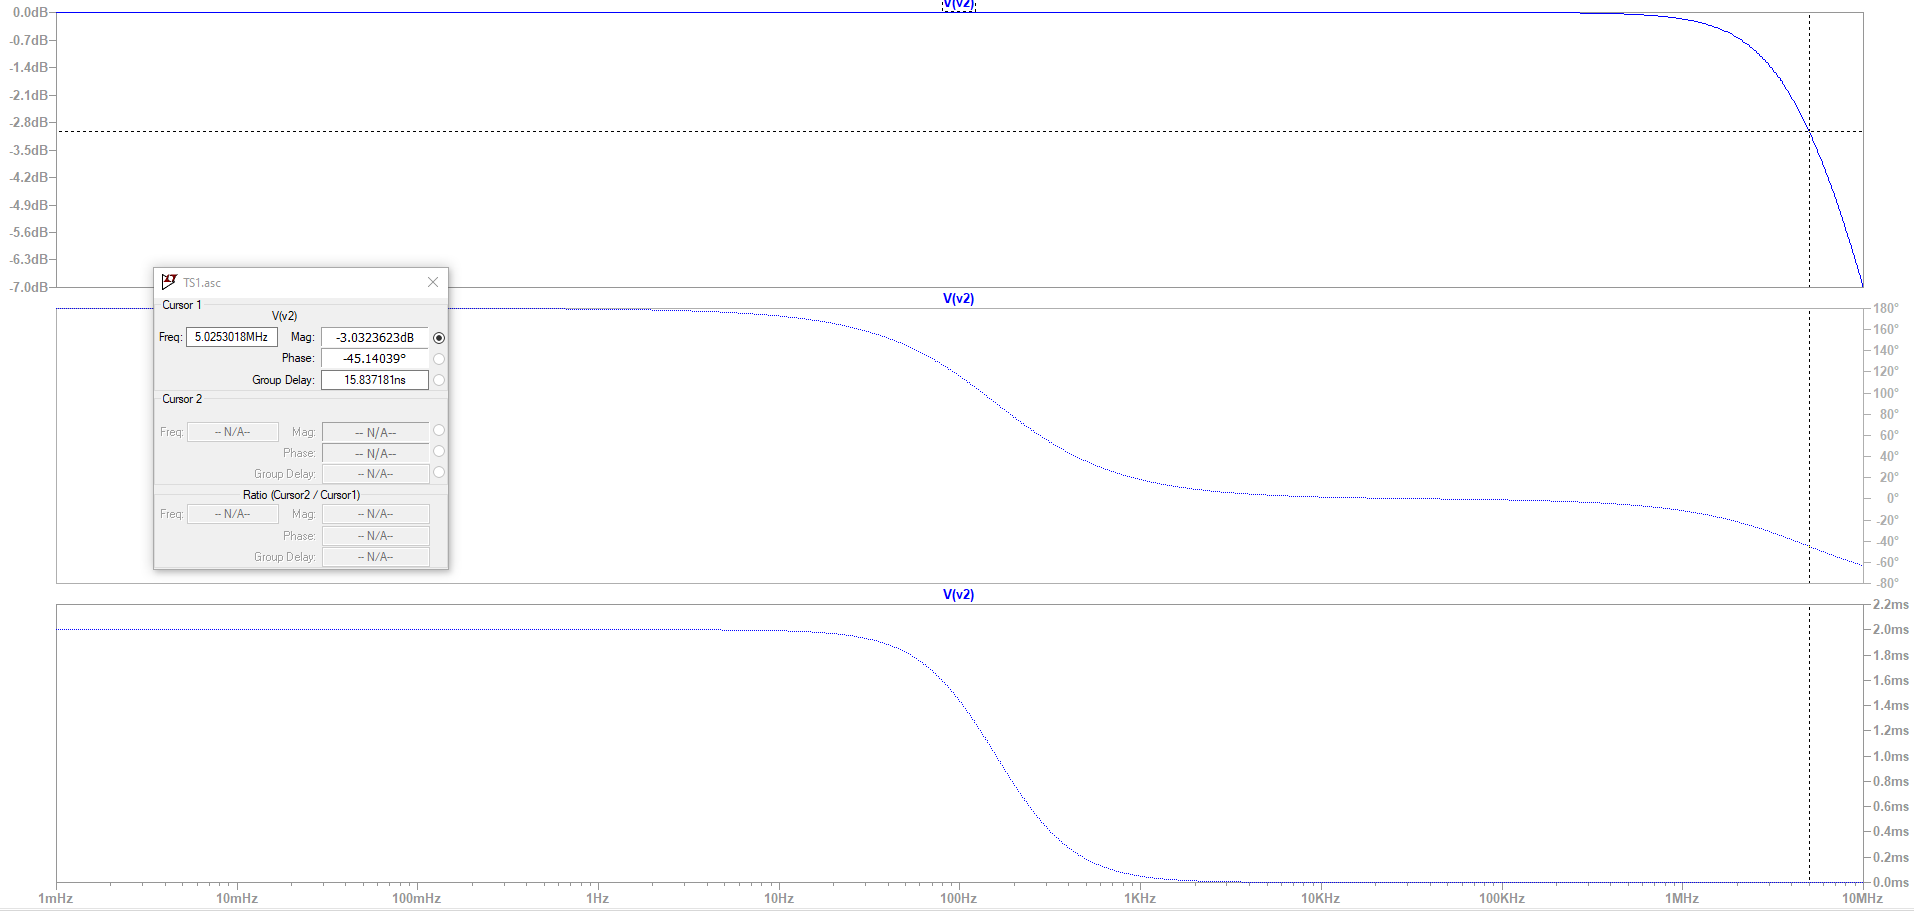 V(v2)
0.0dB
-0.7dB
-1.4dB
-2.1dB
-2.8dB
-3.5dB
-4.2dB
-4.9dB
-5.6dB
-6.3dB
-7.0dB
V(v2)
180°
160°
140°
120°
100°
80°
60°
40°
20°
0°
-20°
-40°
-60°
-80°
TS1.asc
Cursor 1
V(v2)
Freq: 5.0253018MHz Mag: -3.0323623dB
Phase: -45.14039°
Group Delay: 15.837181ns
Cursor 2
Freq: -- N/A-- Mag: -- N/A--
Phase: -- N/A--
Group Delay: -- N/A--
Ratio (Cursor2 / Cursor1)
Freq: -- N/A-- Mag: -- N/A--
Phase: -- N/A--
Group Delay: -- N/A--
V(v2)
2.2ms
2.0ms
1.8ms
1.6ms
1.4ms
1.2ms
1.0ms
0.8ms
0.6ms
0.4ms
0.2ms
0.0ms
1mHz 10mHz 100mHz 1Hz 10Hz 100Hz 1KHz 10KHz 100KHz 1MHz 10MHz